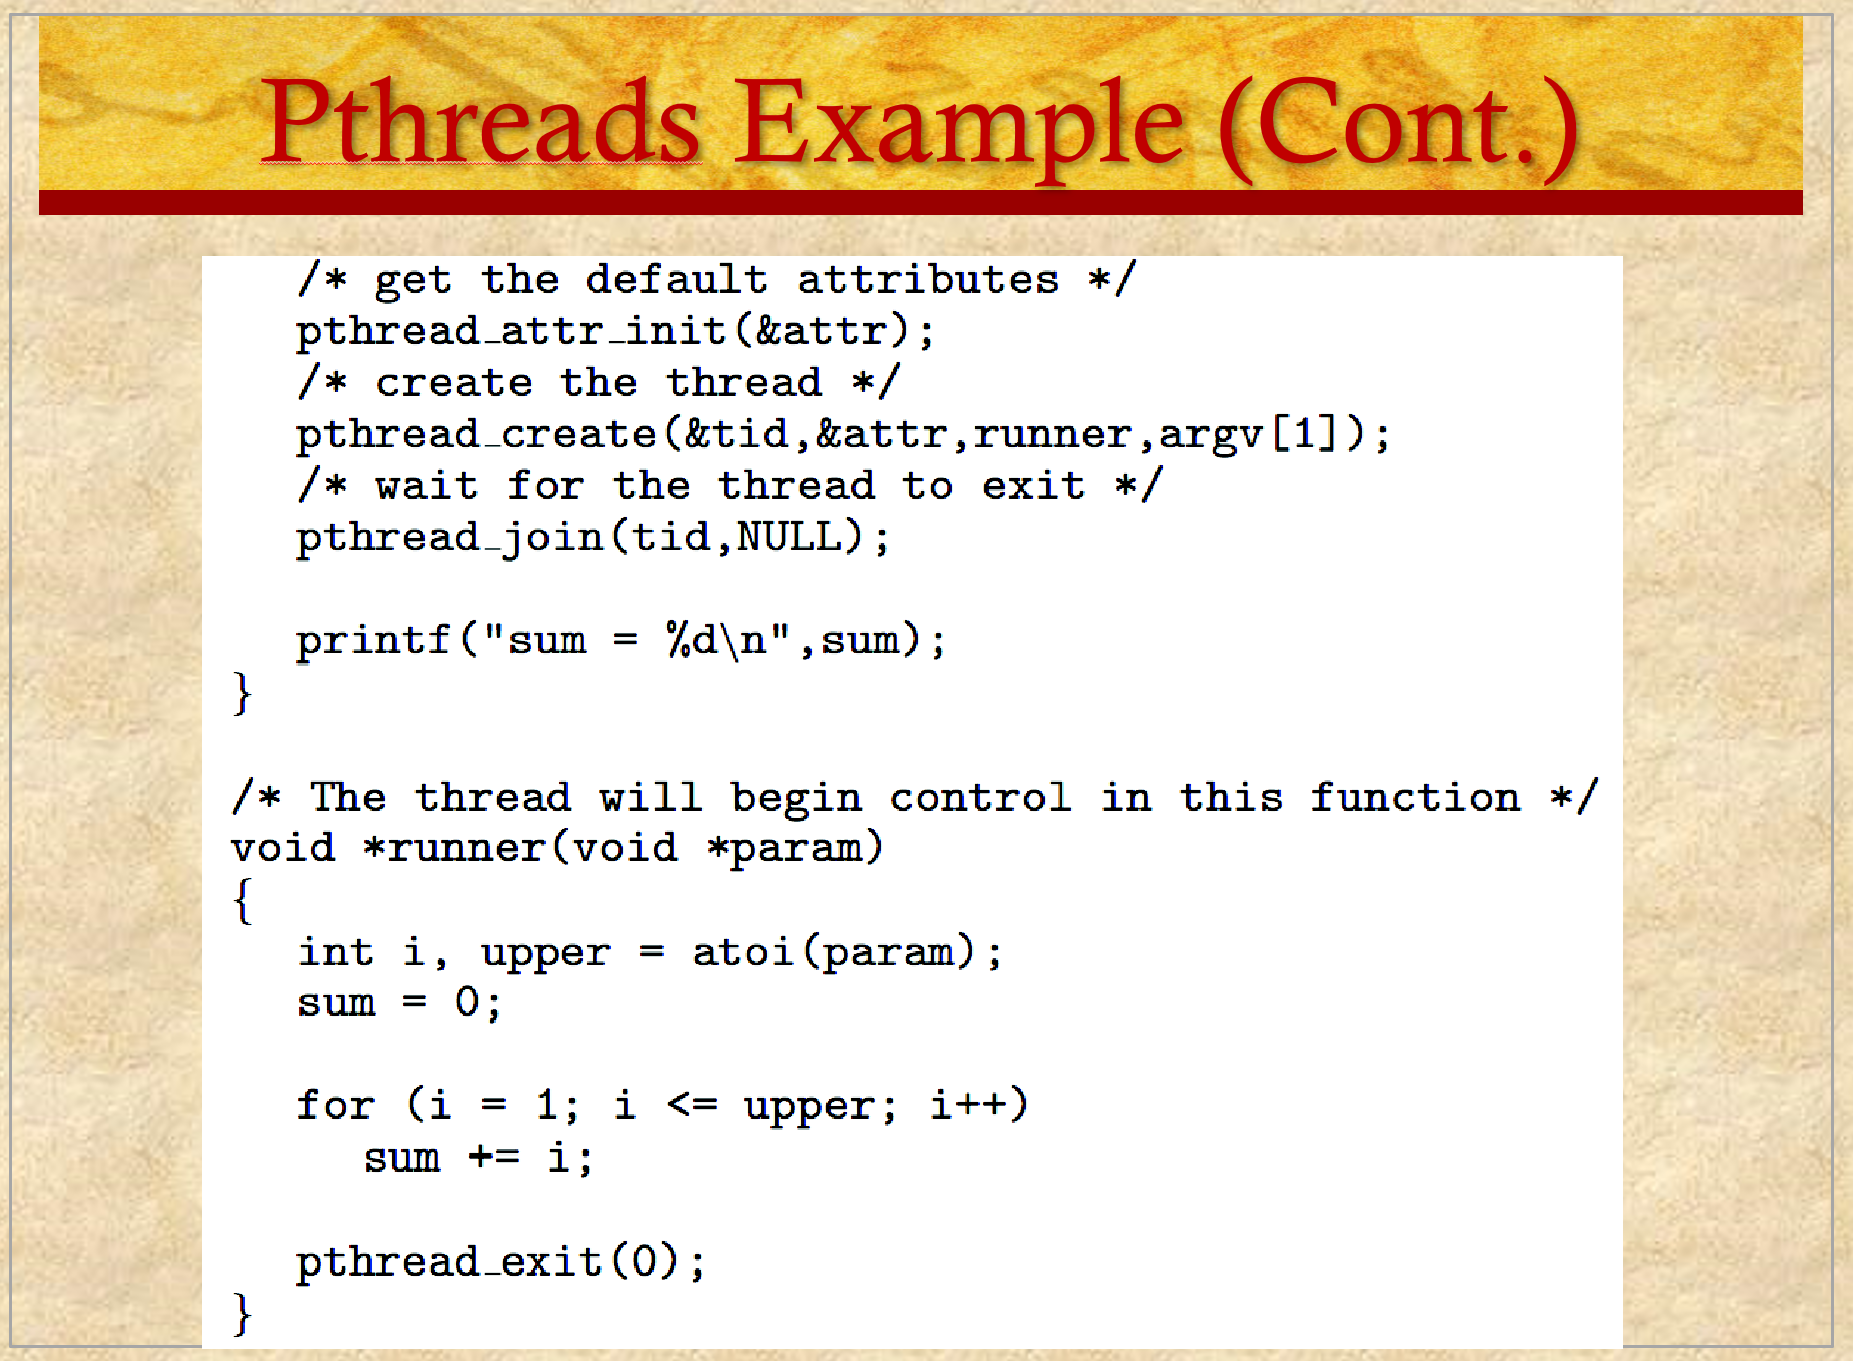 Pthreads Example (Cont.)
/* get the default attributes */
pthread_attr_init(&attr);
/* create the thread */
pthread_create(&tid,&attr,runner,argv[1]);
/* wait for the thread to exit */
pthread_join(tid,NULL);
printf("sum = %d\n",sum);
}
/* The thread will begin control in this function */
void *runner(void *param)
{
int i, upper = atoi(param);
sum = 0;
for (i = 1; i <= upper; i++)
sum += i;
pthread_exit(0);
}